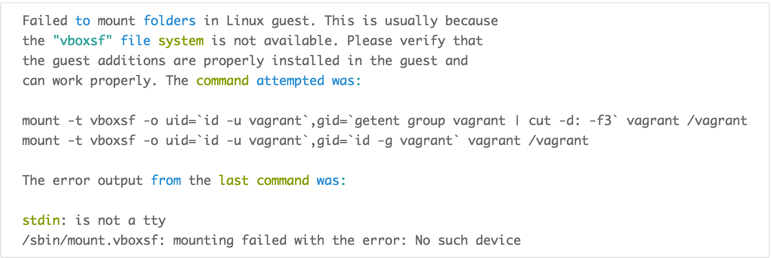 Failed to mount folders in Linux guest. This is usually because
the "vboxsf" file system is not available. Please verify that
the guest additions are properly installed in the guest and
can work properly. The command attempted was:
mount -t vboxsf -o uid=`id -u vagrant`,gid=`getent group vagrant | cut -d: -f3` vagrant /vagrant
mount -t vboxsf -o uid=`id -u vagrant`,gid=`id -g vagrant` vagrant /vagrant
The error output from the last command was:
stdin: is not a tty
/sbin/mount.vboxsf: mounting failed with the error: No such device